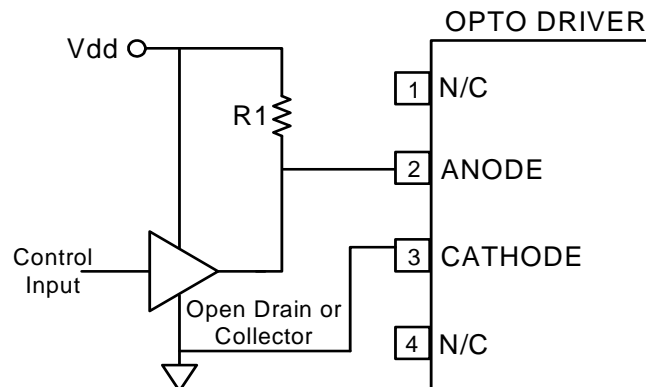 OPTO DRIVER
Vdd
1 N/C
R1
2 ANODE
Control
Input
3 CATHODE
Open Drain or
Collector
4 N/C